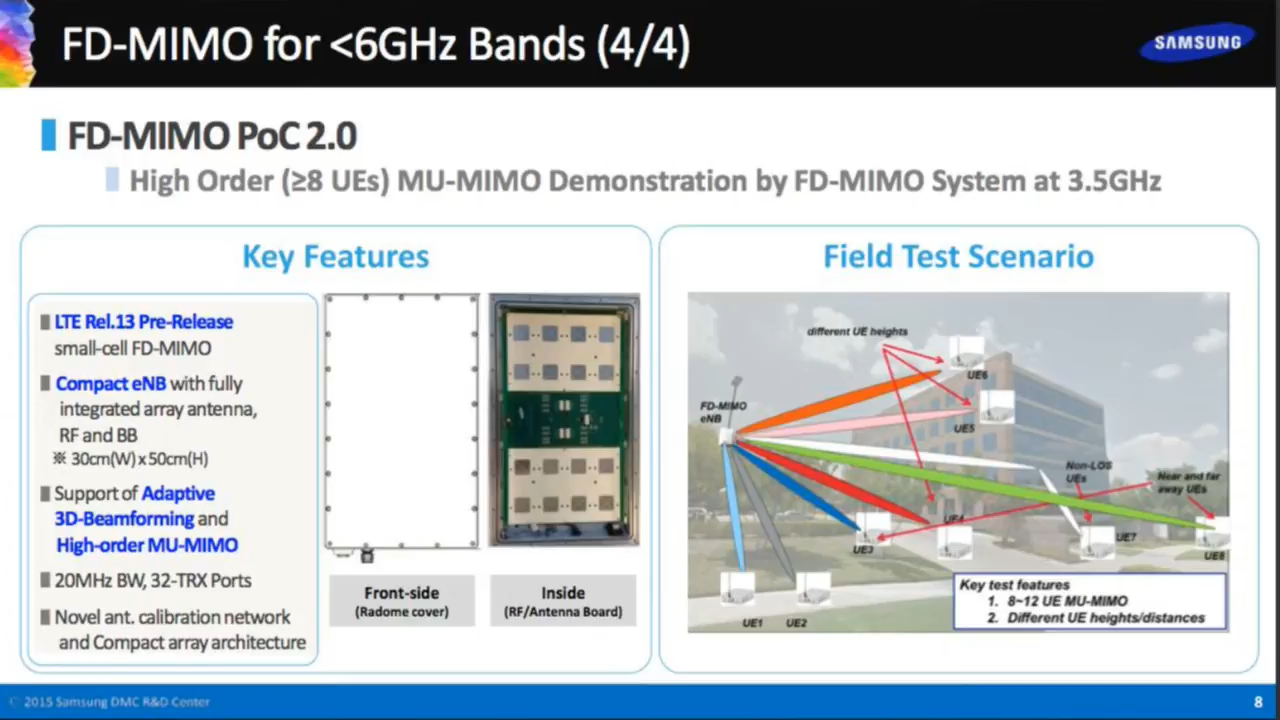 FD-MIMO for <6GHz Bands (4/4)
SAMSUNG
FD-MIMO PoC 2.0
High Order (≥8 UEs) MU-MIMO Demonstration by FD-MIMO System at 3.5GHz
Key Features
LTE Rel.13 Pre-Release
small-cell FD-MIMO
Compact eNB with fully
integrated array antenna,
RF and BB
※ 30cm(W) x 50cm(H)
Support of Adaptive
3D-Beamforming and
High-order MU-MIMO
20MHz BW, 32-TRX Ports
Novel ant. calibration network
and Compact array architecture
Front-side
(Radome cover)
Inside
(RF/Antenna Board)
Field Test Scenario
different UE heights
UE6
FD-MIMO
eNB
UE5
Non-LOS
UEs
Near and far
away UEs
UE4
UE3
UE7
UE8
Key test features
1. 8~12 UE MU-MIMO
2. Different UE heights/distances
UE1
UE2
© 2015 Samsung DMC R&D Center
8